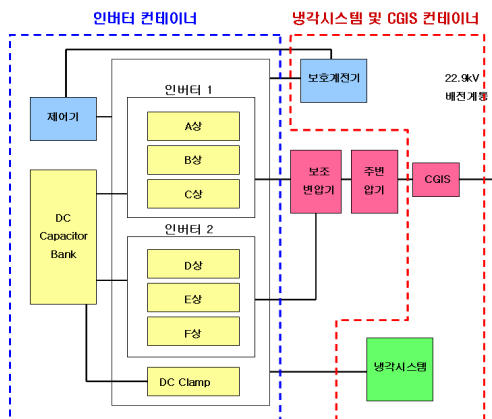 인버터 컨테이너
냉각시스템 및 CGIS 컨테이너
보호계전기
22.9kV
배전계통
인버터 1
제어기
A상
B상
C상
보조
변압기
주변
압기
CGIS
DC
Capacitor
Bank
인버터 2
D상
E상
F상
DC Clamp
냉각시스템